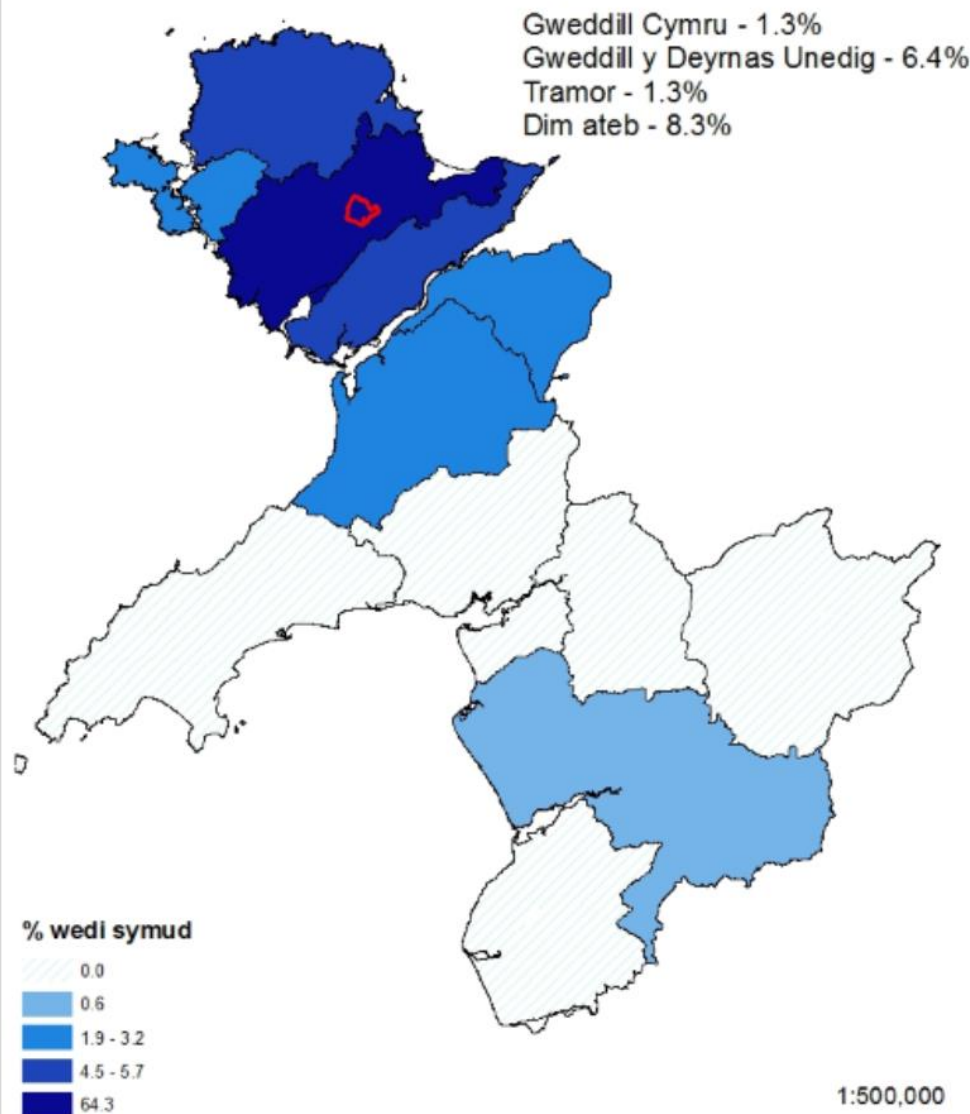 Gweddill Cymru - 1.3%
Gweddill y Deyrnas Unedig - 6.4%
Tramor - 1.3%
Dim ateb - 8.3%
% wedi symud
0.0
0.6
1.9 - 3.2
4.5 - 5.7
64.3
1:500,000